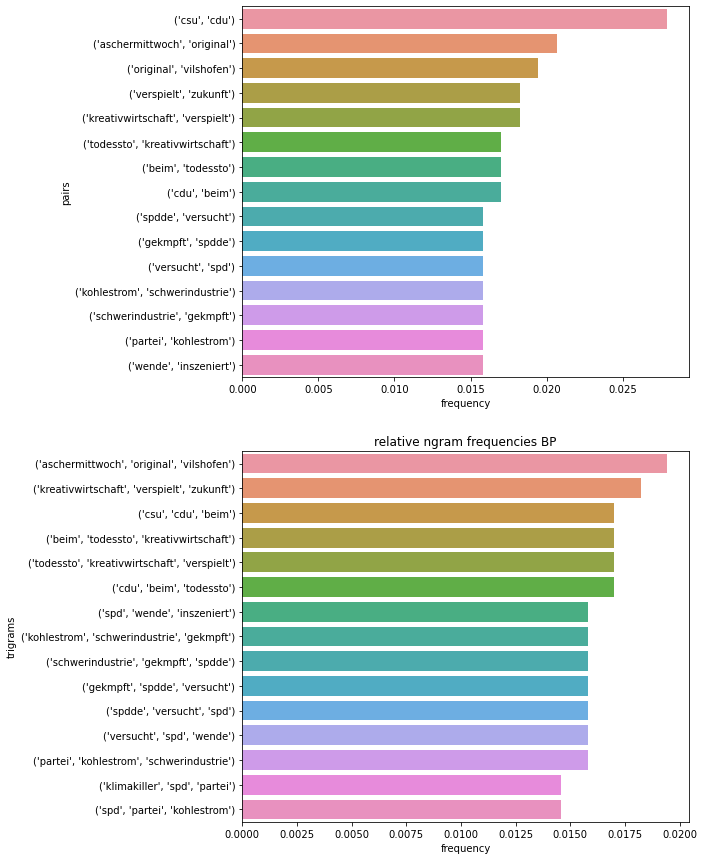 ('csu', 'cdu')
('aschermittwoch', 'original')
('original', 'vilshofen')
('verspielt', 'zukunft')
('kreativwirtschaft', 'verspielt')
('todessto', 'kreativwirtschaft')
('beim', 'todessto')
('cdu', 'beim')
('spdde', 'versucht')
('gekmpft', 'spdde')
('versucht', 'spd')
('kohlestrom', 'schwerindustrie')
('schwerindustrie', 'gekmpft')
('partei', 'kohlestrom')
('wende', 'inszeniert')
pairs
0.000 0.005 0.010 0.015 0.020 0.025
frequency
relative ngram frequencies BP
('aschermittwoch', 'original', 'vilshofen')
('kreativwirtschaft', 'verspielt', 'zukunft')
('csu', 'cdu', 'beim')
('beim', 'todessto', 'kreativwirtschaft')
('todessto', 'kreativwirtschaft', 'verspielt')
('cdu', 'beim', 'todessto')
('spd', 'wende', 'inszeniert')
('kohlestrom', 'schwerindustrie', 'gekmpft')
('schwerindustrie', 'gekmpft', 'spdde')
('gekmpft', 'spdde', 'versucht')
('spdde', 'versucht', 'spd')
('versucht', 'spd', 'wende')
('partei', 'kohlestrom', 'schwerindustrie')
('klimakiller', 'spd', 'partei')
('spd', 'partei', 'kohlestrom')
trigrams
0.0000 0.0025 0.0050 0.0075 0.0100 0.0125 0.0150 0.0175 0.0200
frequency